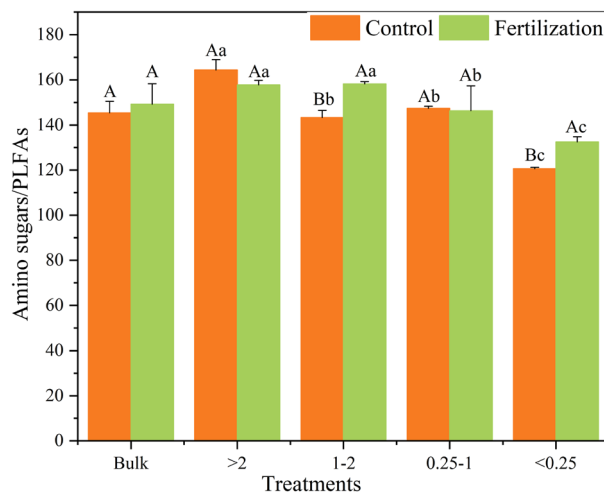 Control Fertilization
Amino sugars/PLFAs
180
160
140
120
100
80
60
40
20
0
A A Aa Aa Bb Aa Ab Ab Bc Ac
Bulk >2 1-2 0.25-1 <0.25
Treatments